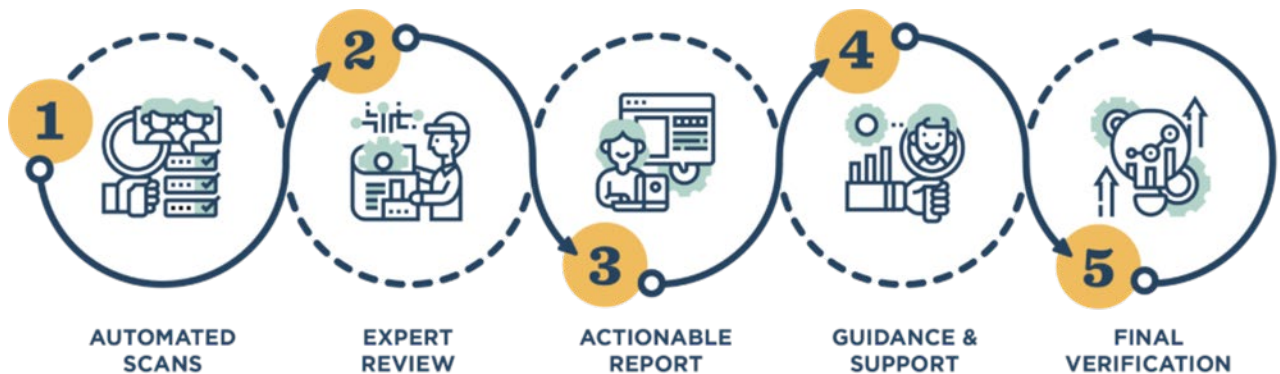 1
2
3
4
5
AUTOMATED
SCANS
EXPERT
REVIEW
ACTIONABLE
REPORT
GUIDANCE &
SUPPORT
FINAL
VERIFICATION